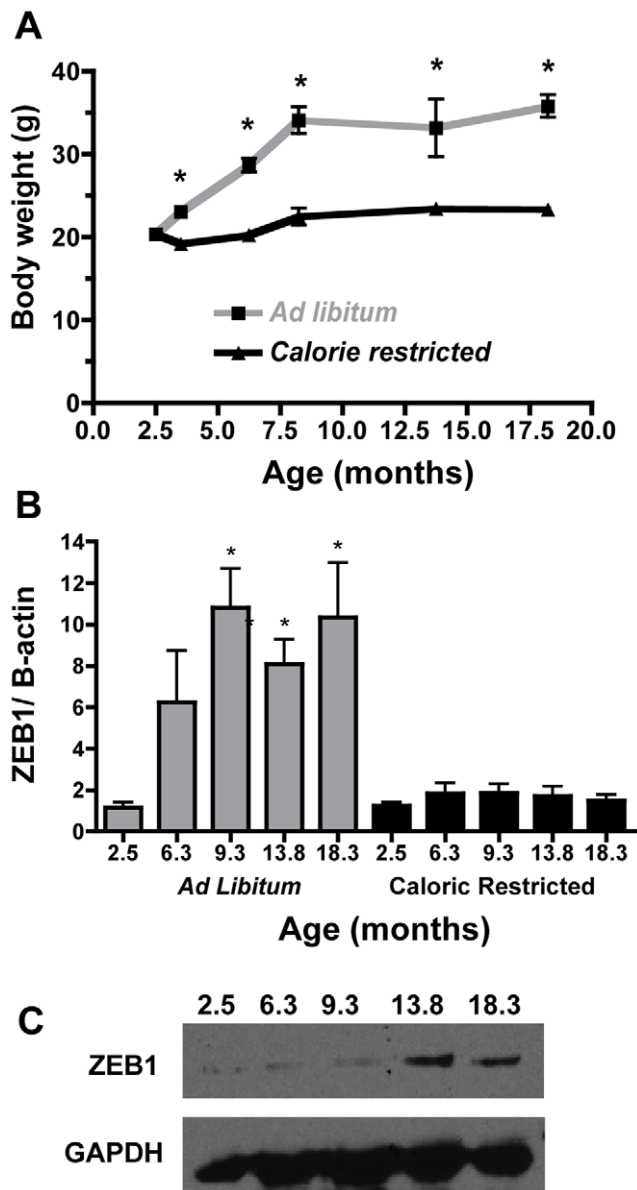 A
Body weight (g)
40
30
20
10
0
* * * * *
Ad libitum
Calorie restricted
0.0 2.5 5.0 7.5 10.0 12.5 15.0 17.5 20.0
Age (months)
B
ZEB1/ B-actin
14
12
10
8
6
4
2
0
* * * *
2.5 6.3 9.3 13.8 18.3 2.5 6.3 9.3 13.8 18.3
Ad Libitum Caloric Restricted
Age (months)
C
2.5 6.3 9.3 13.8 18.3
ZEB1
GAPDH